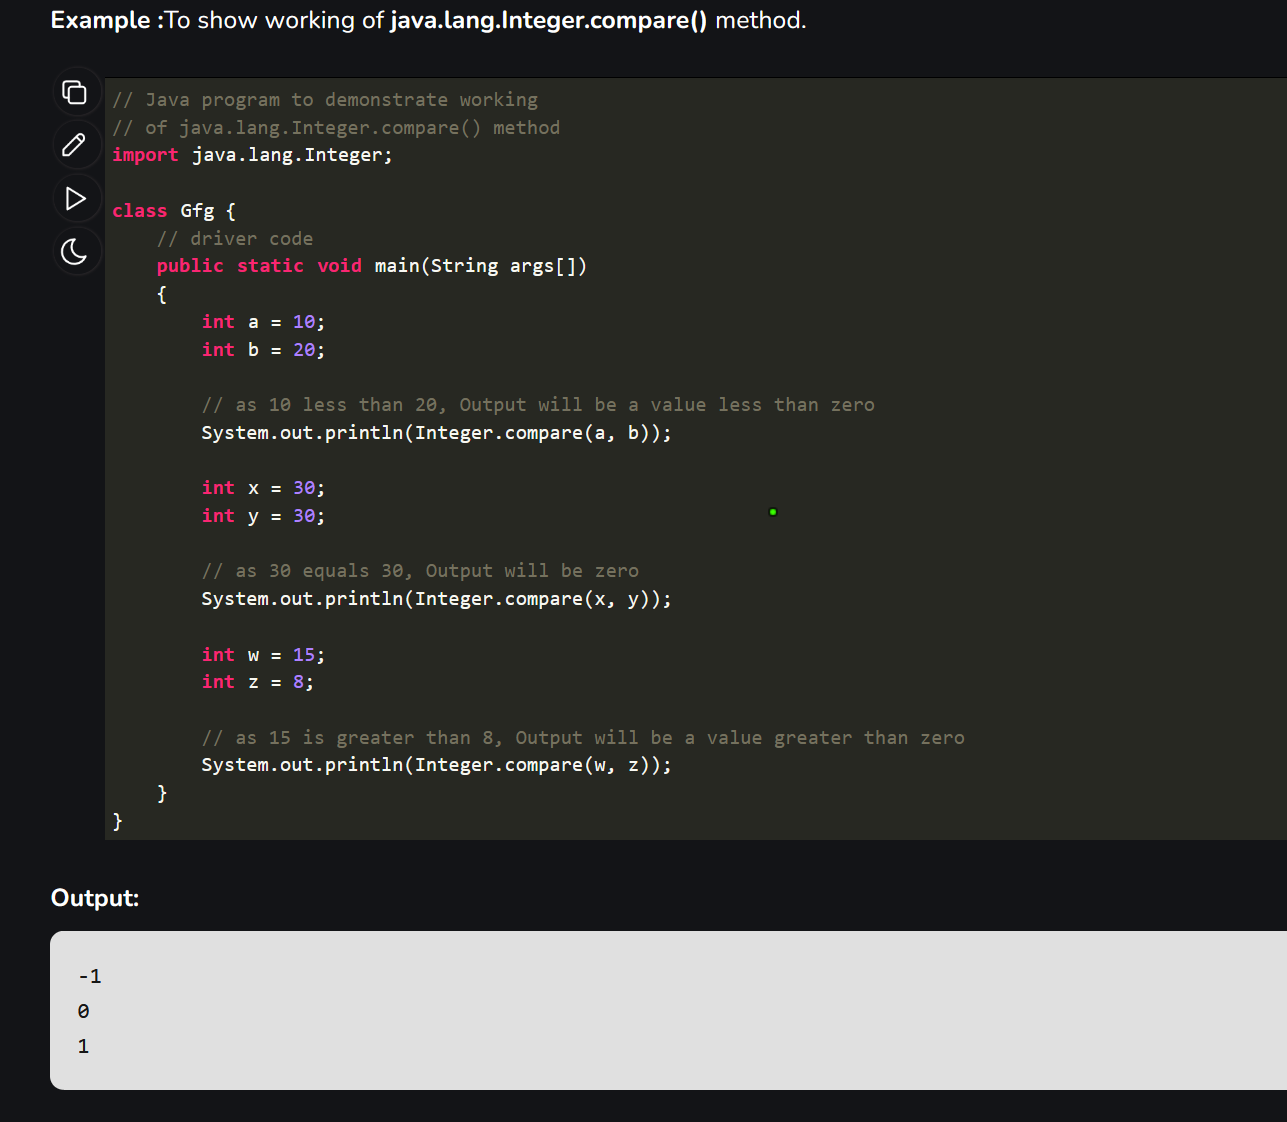 Example :To show working of java.lang.Integer.compare() method.
// Java program to demonstrate working
// of java.lang.Integer.compare() method
import java.lang.Integer;
class Gfg {
// driver code
public static void main(String args[])
{
int a = 10;
int b = 20;
// as 10 less than 20, Output will be a value less than zero
System.out.println(Integer.compare(a, b));
int x = 30;
int y = 30;
// as 30 equals 30, Output will be zero
System.out.println(Integer.compare(x, y));
int w = 15;
int z = 8;
// as 15 is greater than 8, Output will be a value greater than zero
System.out.println(Integer.compare(w, z));
}
}
Output:
-1
0
1